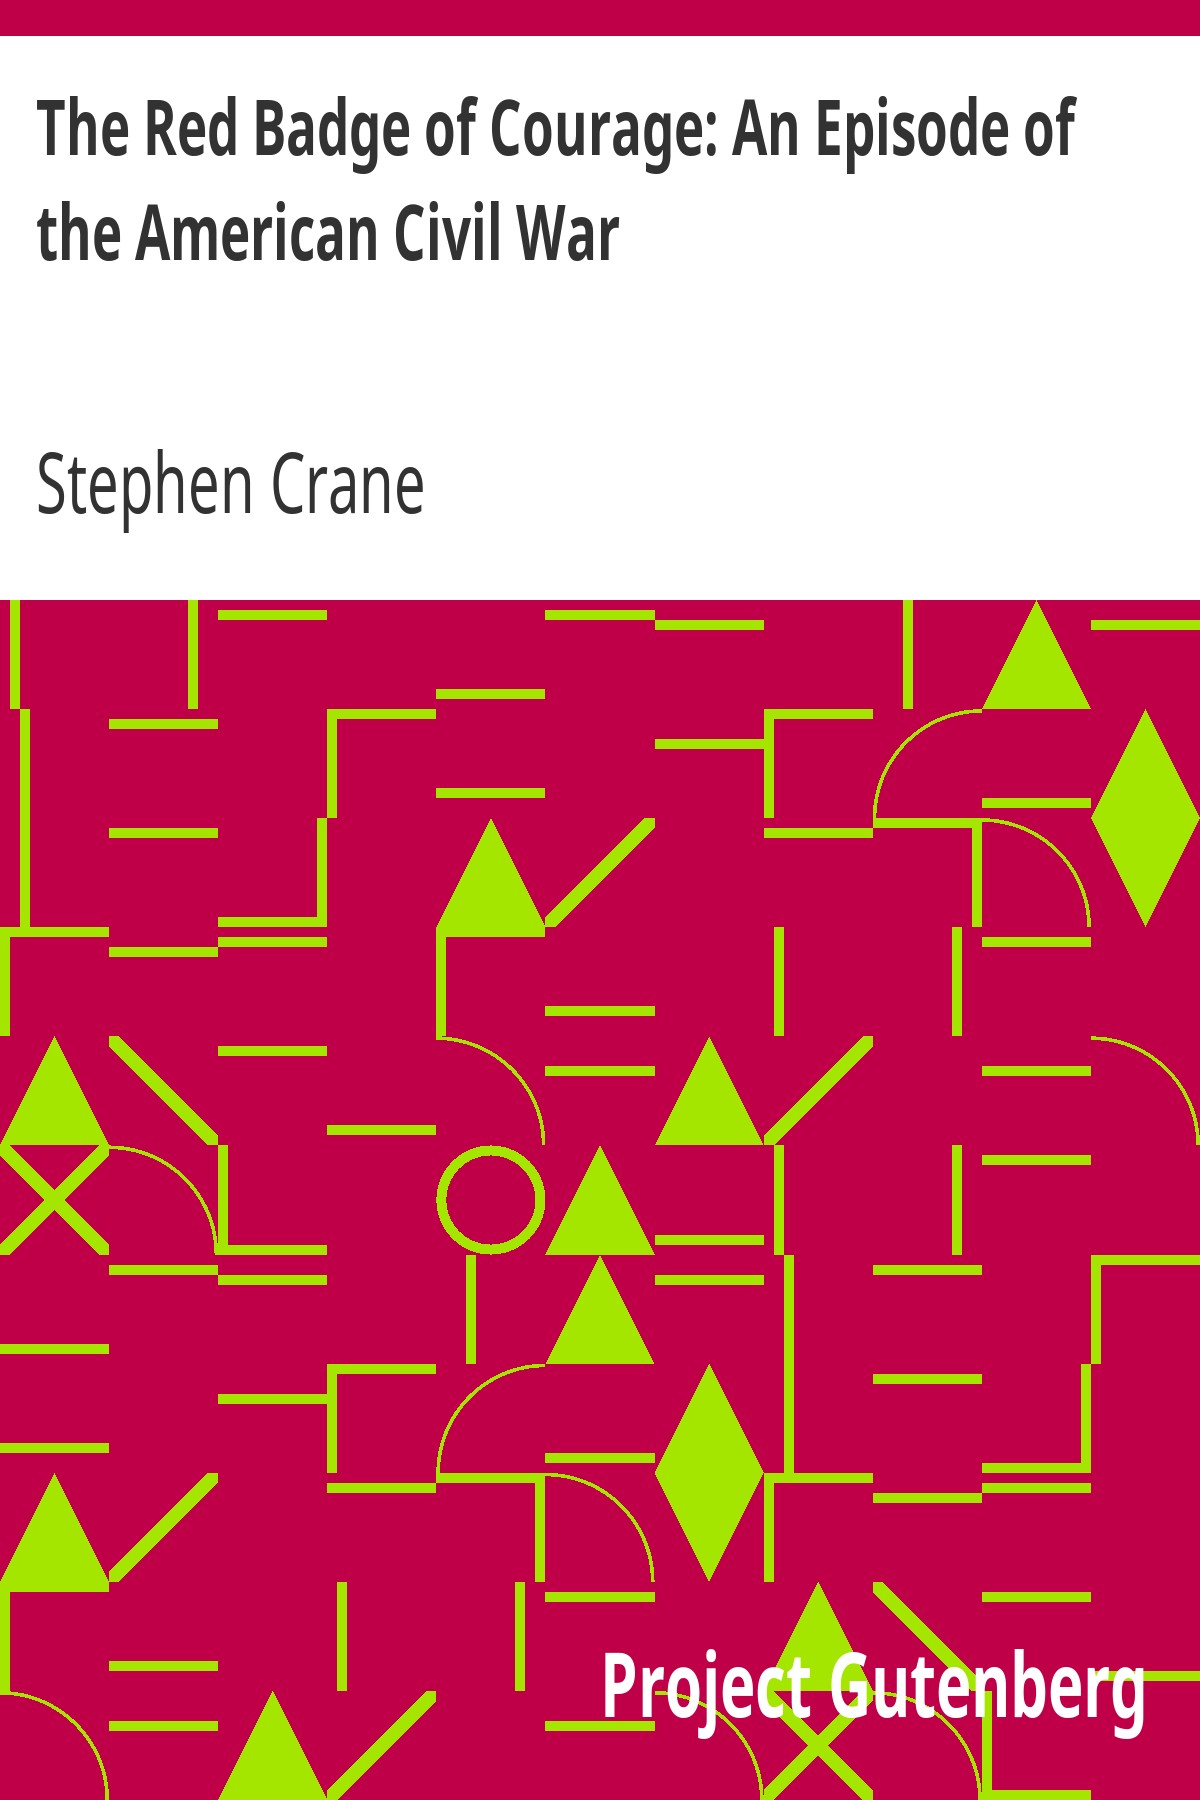 The Red Badge of Courage: An Episode of
the American Civil War
Stephen Crane
Project Gutenberg